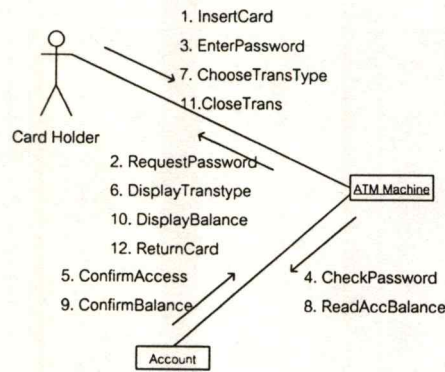 1. InsertCard
3. EnterPassword
7. ChooseTransType
11.CloseTrans
Card Holder
2. RequestPassword
6. DisplayTranstype
10. DisplayBalance
12. ReturnCard
ATM Machine
5. ConfirmAccess
9. ConfirmBalance
4. CheckPassword
8. ReadAccBalance
Account